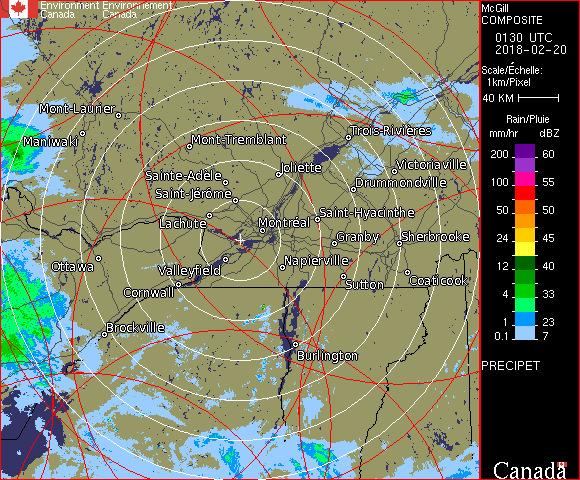 Environment Environnement
Canada Canada
McGill
COMPOSITE
0130 UTC
2018-02-20
Scale/Échelle:
1km/Pixel
40 KM
Rain/Pluie
mm/hr dBZ
200 60
100 55
85 55
50 50
24 45
12 40
4 33
1 23
0.1 7
PRECIPET
Canada
Mont-Laurier
Maniwaki
Mont-Tremblant
Trois-Rivières
Joliette
Victoriaville
Sainte-Adèle
Drummondville
Saint-Jérôme
Saint-Hyacinthe
Lachute
Montréal
Granby
Sherbrooke
Ottawa
Valleyfield
Napierville
Cornwall
Sutton
Coaticook
Brockville
Burlington